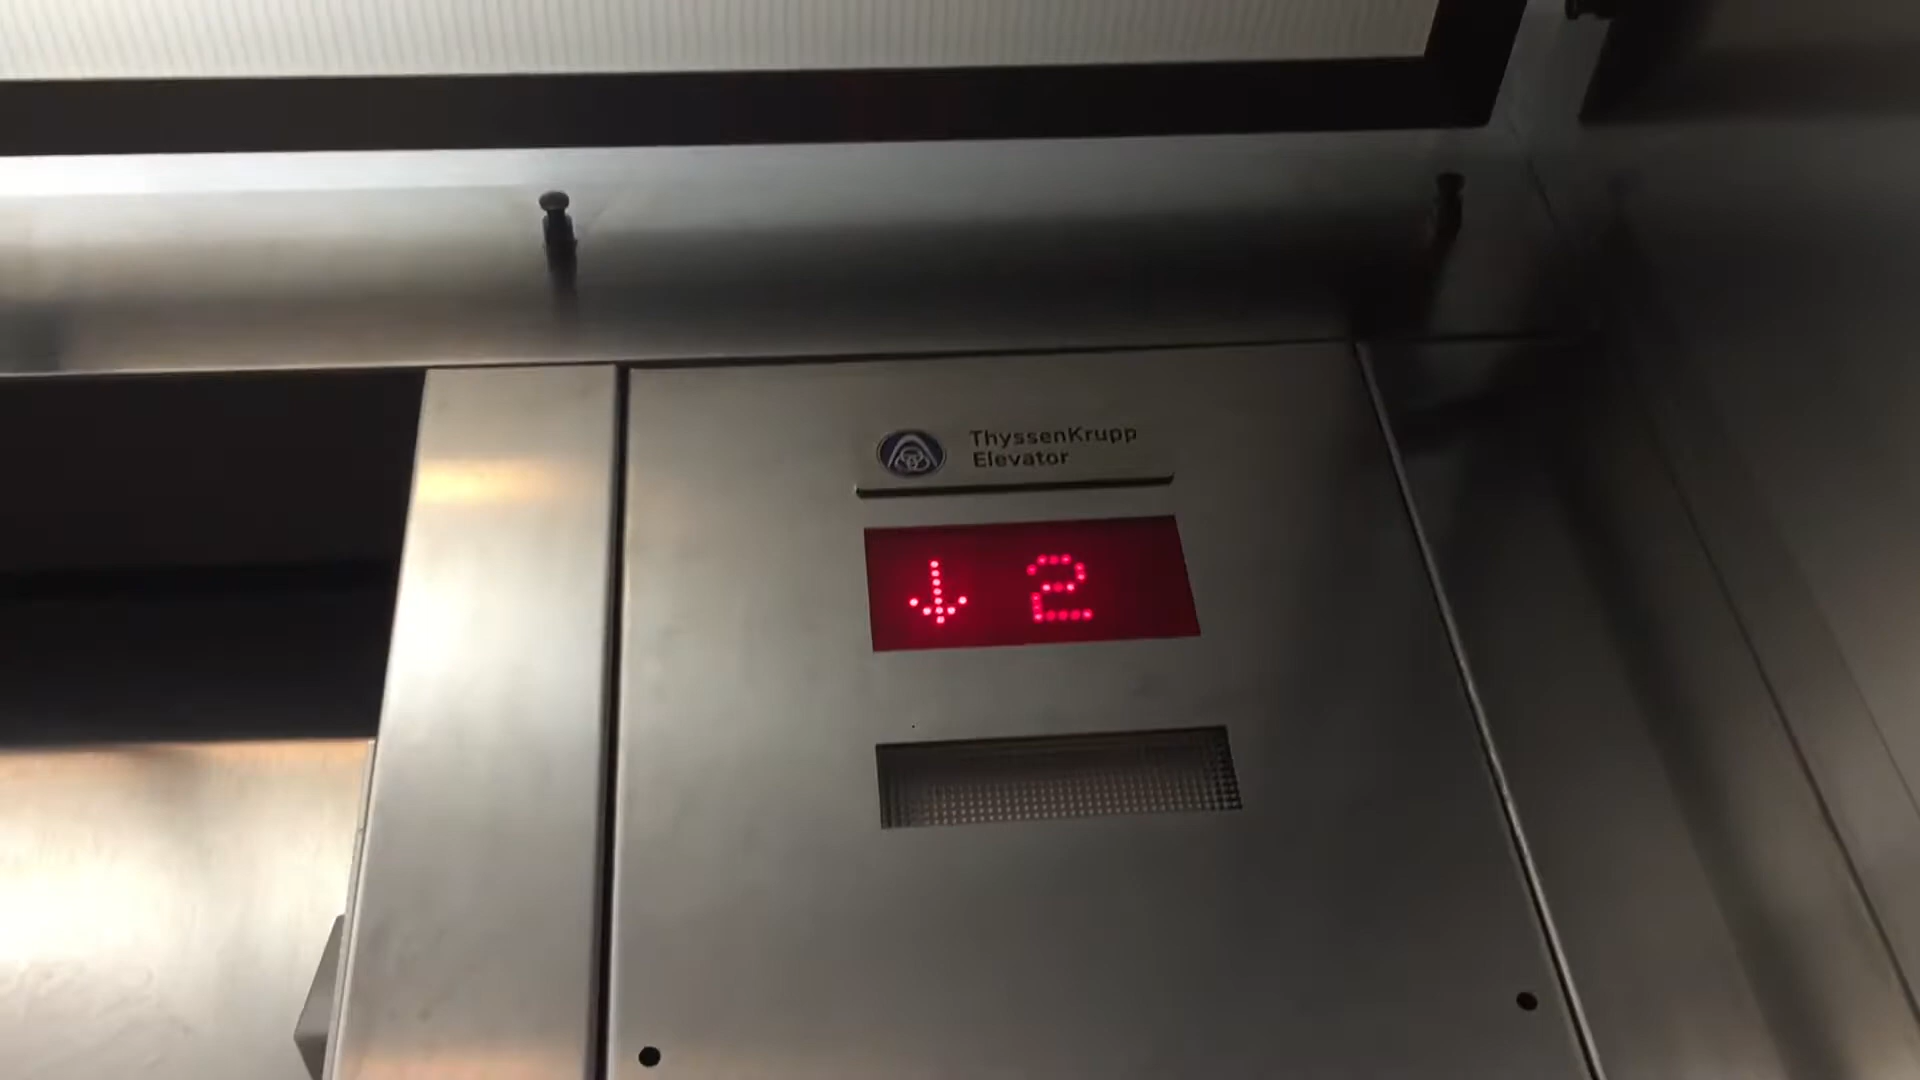 ThyssenKrupp
Elevator
↓ 2